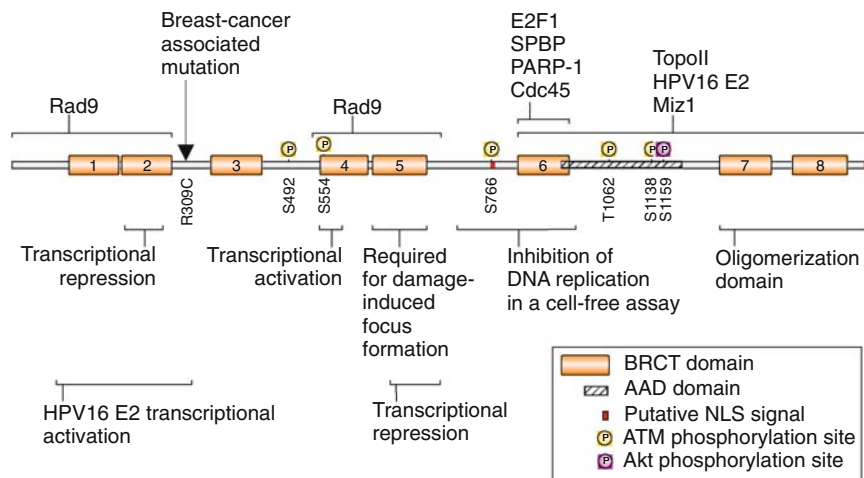 Breast-cancer
associated
mutation
E2F1
SPBP
PARP-1
Cdc45
TopoII
HPV16 E2
Miz1
Rad9
Rad9
P
P
P
P
P
P
1
2
3
4
5
6
7
8
R309C
S492
S554
S766
T1062
S1138
S1159
Transcriptional
repression
Transcriptional
activation
Required
for damage-
induced
focus
formation
Inhibition of
DNA replication
in a cell-free assay
Oligomerization
domain
HPV16 E2 transcriptional
activation
Transcriptional
repression
BRCT domain
AAD domain
Putative NLS signal
P ATM phosphorylation site
P Akt phosphorylation site